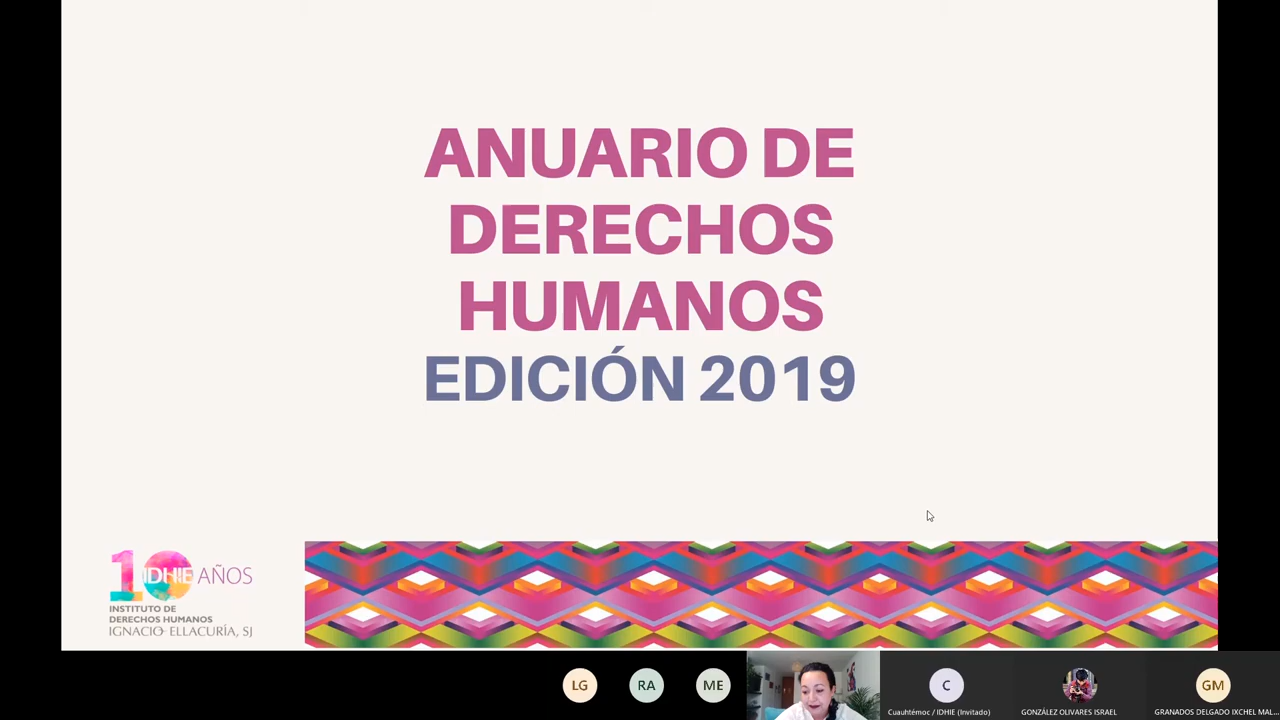 ANUARIO DE
DERECHOS
HUMANOS
EDICIÓN 2019
10 IDHIE AÑOS
INSTITUTO DE
DERECHOS HUMANOS
IGNACIO ELLACURÍA, SJ
LG
RA
ME
C
GM
Cuauhtémoc / IDHIE (Invitado)
GONZÁLEZ OLIVARES ISRAEL
GRANADOS DELGADO IXCHEL MAL...